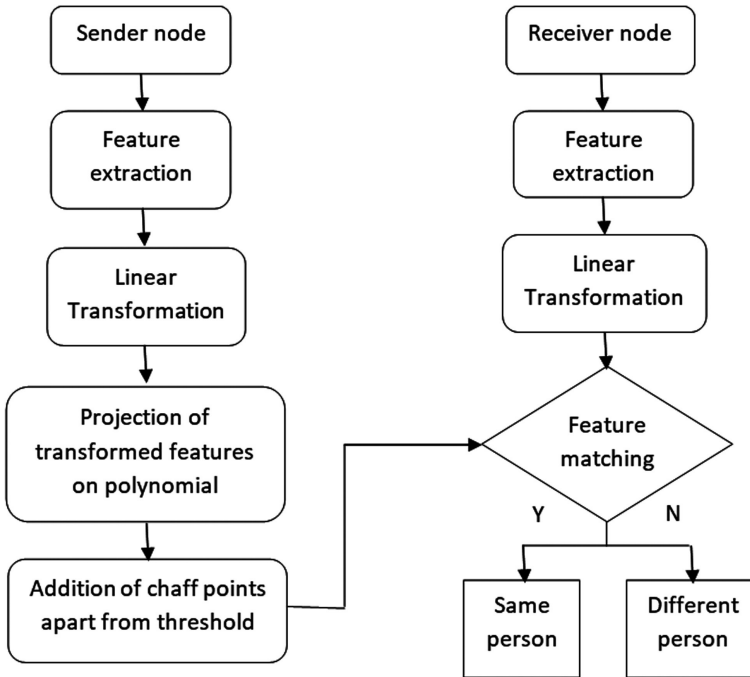 Sender node
Feature
extraction
Linear
Transformation
Projection of
transformed features
on polynomial
Addition of chaff points
apart from threshold
Receiver node
Feature
extraction
Linear
Transformation
Feature
matching
Y N
Same
person
Different
person